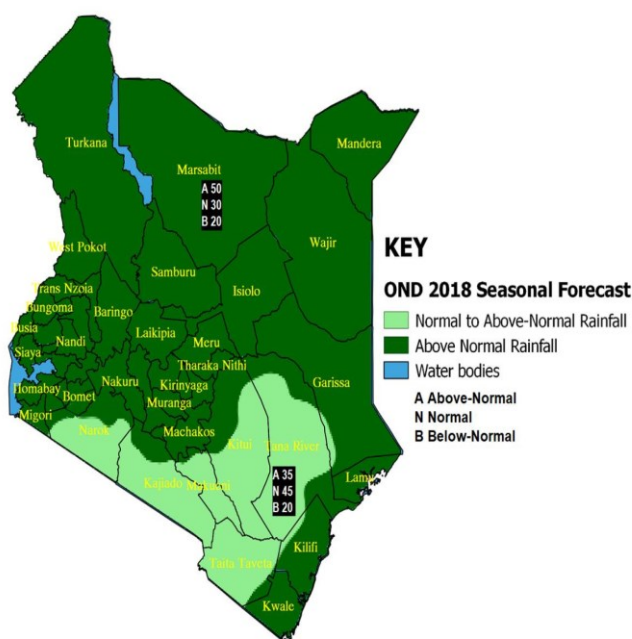 Turkana
Mandera
Marsabit
A 50
N 30
B 20
Wajir
West Pokot
Samburu
Isiolo
Trans Nzoia
Bungoma
Baringo
Busia
Laikipia
Meru
Nandi
Siaya
Tharaka Nithi
Nakuru
Kirinyaga
Garissa
Homabay
Bomet
Muranga
Migori
Machakos
Narok
Kitui
Tana River
Kajiado
Makueni
A 35
N 45
B 20
Lamu
Kilifi
Taita Taveta
Kwale
KEY
OND 2018 Seasonal Forecast
Normal to Above-Normal Rainfall
Above Normal Rainfall
Water bodies
A Above-Normal
N Normal
B Below-Normal